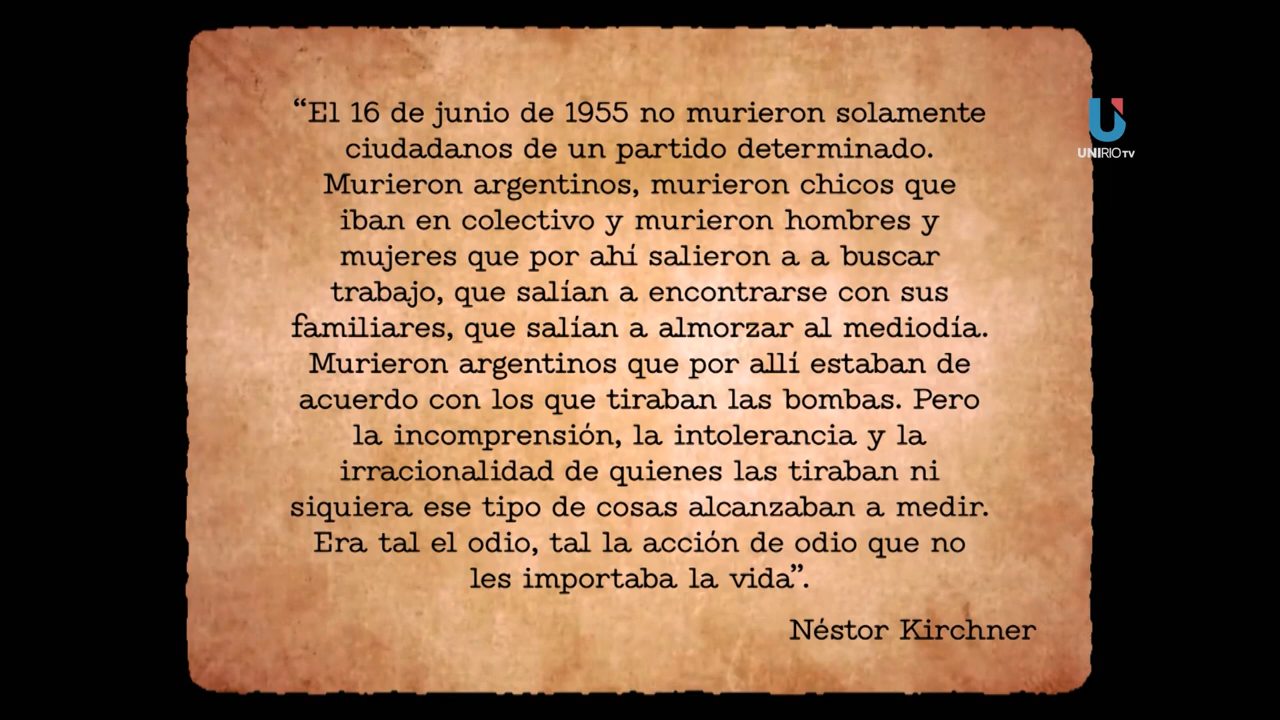 “El 16 de junio de 1955 no murieron solamente
ciudadanos de un partido determinado.
Murieron argentinos, murieron chicos que
iban en colectivo y murieron hombres y
mujeres que por ahí salieron a a buscar
trabajo, que salían a encontrarse con sus
familiares, que salían a almorzar al mediodía.
Murieron argentinos que por allí estaban de
acuerdo con los que tiraban las bombas. Pero
la incomprensión, la intolerancia y la
irracionalidad de quienes las tiraban ni
siquiera ese tipo de cosas alcanzaban a medir.
Era tal el odio, tal la acción de odio que no
les importaba la vida”.
Néstor Kirchner
UNIRIOTV